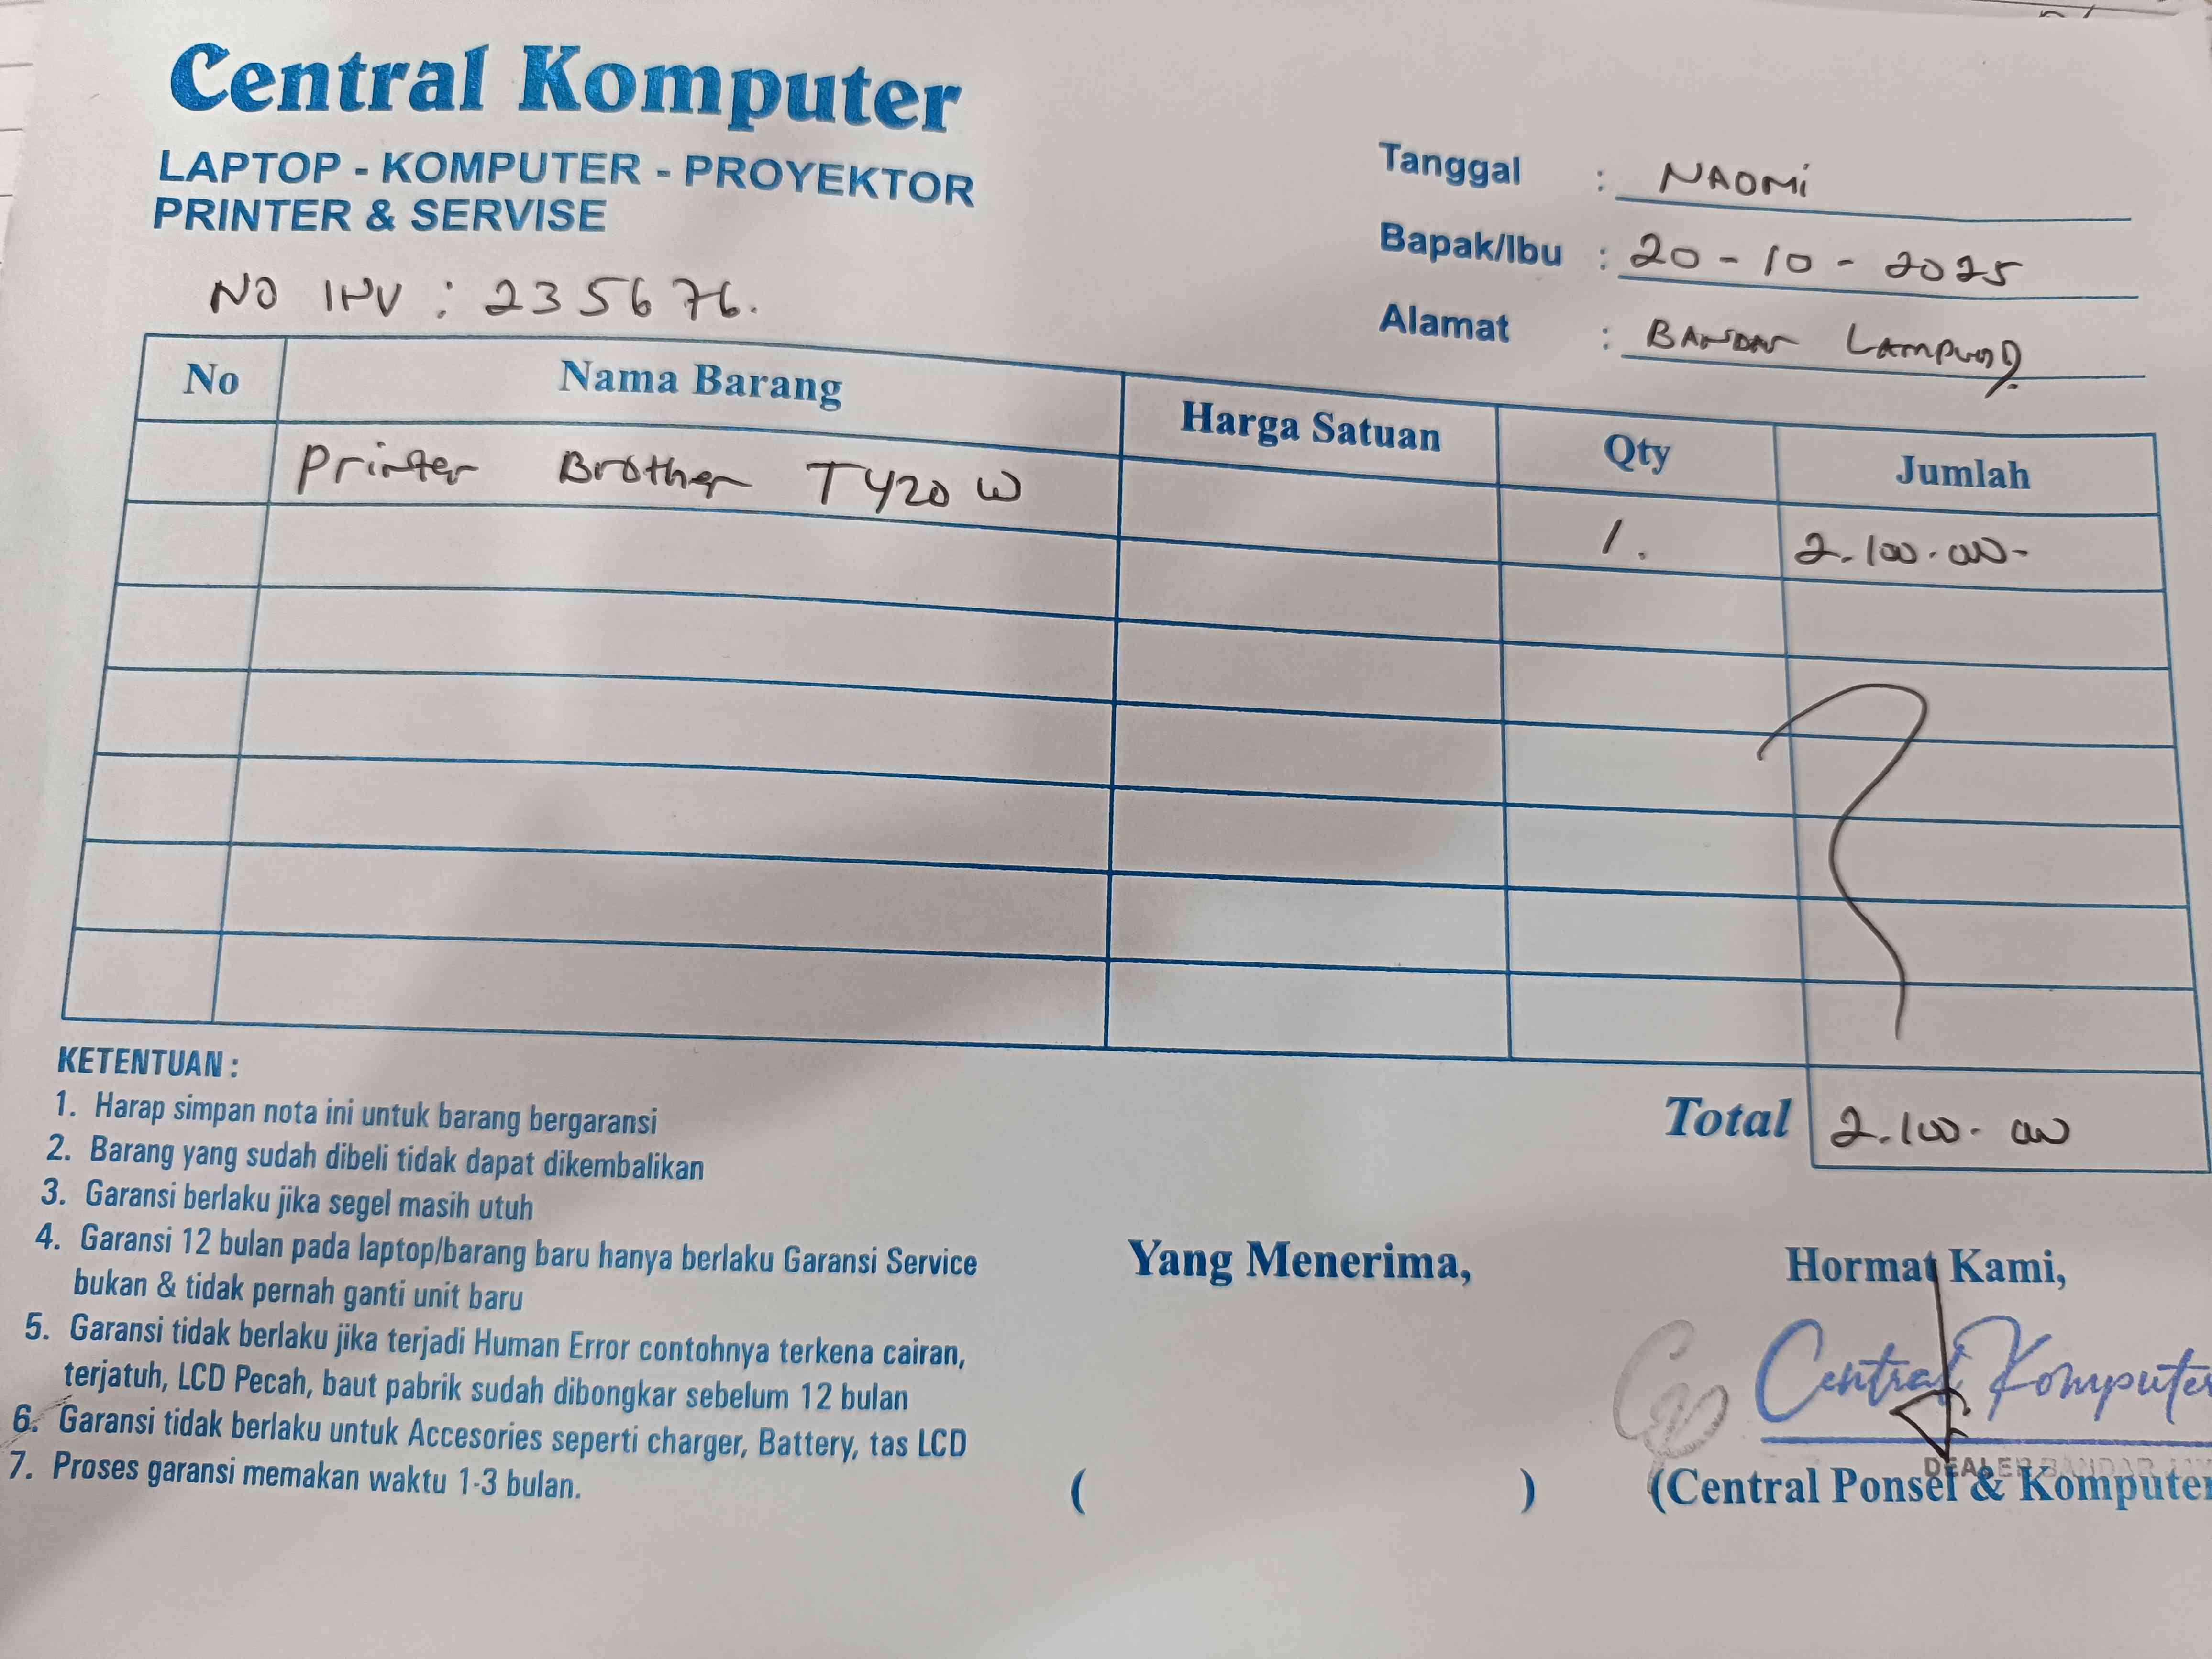 Central Komputer
LAPTOP - KOMPUTER - PROYEKTOR
PRINTER & SERVISE
NO INV : 235676.
Tanggal : NAOMi
Bapak/Ibu : 20 - 10 - 2025
Alamat : BANDAR LAMPUNG
No Nama Barang Harga Satuan Qty Jumlah
Printer Brother T420 W 1. 2.100.000-
Total 2.100.000
KETENTUAN :
1. Harap simpan nota ini untuk barang bergaransi
2. Barang yang sudah dibeli tidak dapat dikembalikan
3. Garansi berlaku jika segel masih utuh
4. Garansi 12 bulan pada laptop/barang baru hanya berlaku Garansi Service
bukan & tidak pernah ganti unit baru
5. Garansi tidak berlaku jika terjadi Human Error contohnya terkena cairan,
terjatuh, LCD Pecah, baut pabrik sudah dibongkar sebelum 12 bulan
6. Garansi tidak berlaku untuk Accesories seperti charger, Battery, tas LCD
7. Proses garansi memakan waktu 1-3 bulan.
Yang Menerima,
( )
Hormat Kami,
Central Komputer
DEALER BANDAR
(Central Ponsel & Komputer